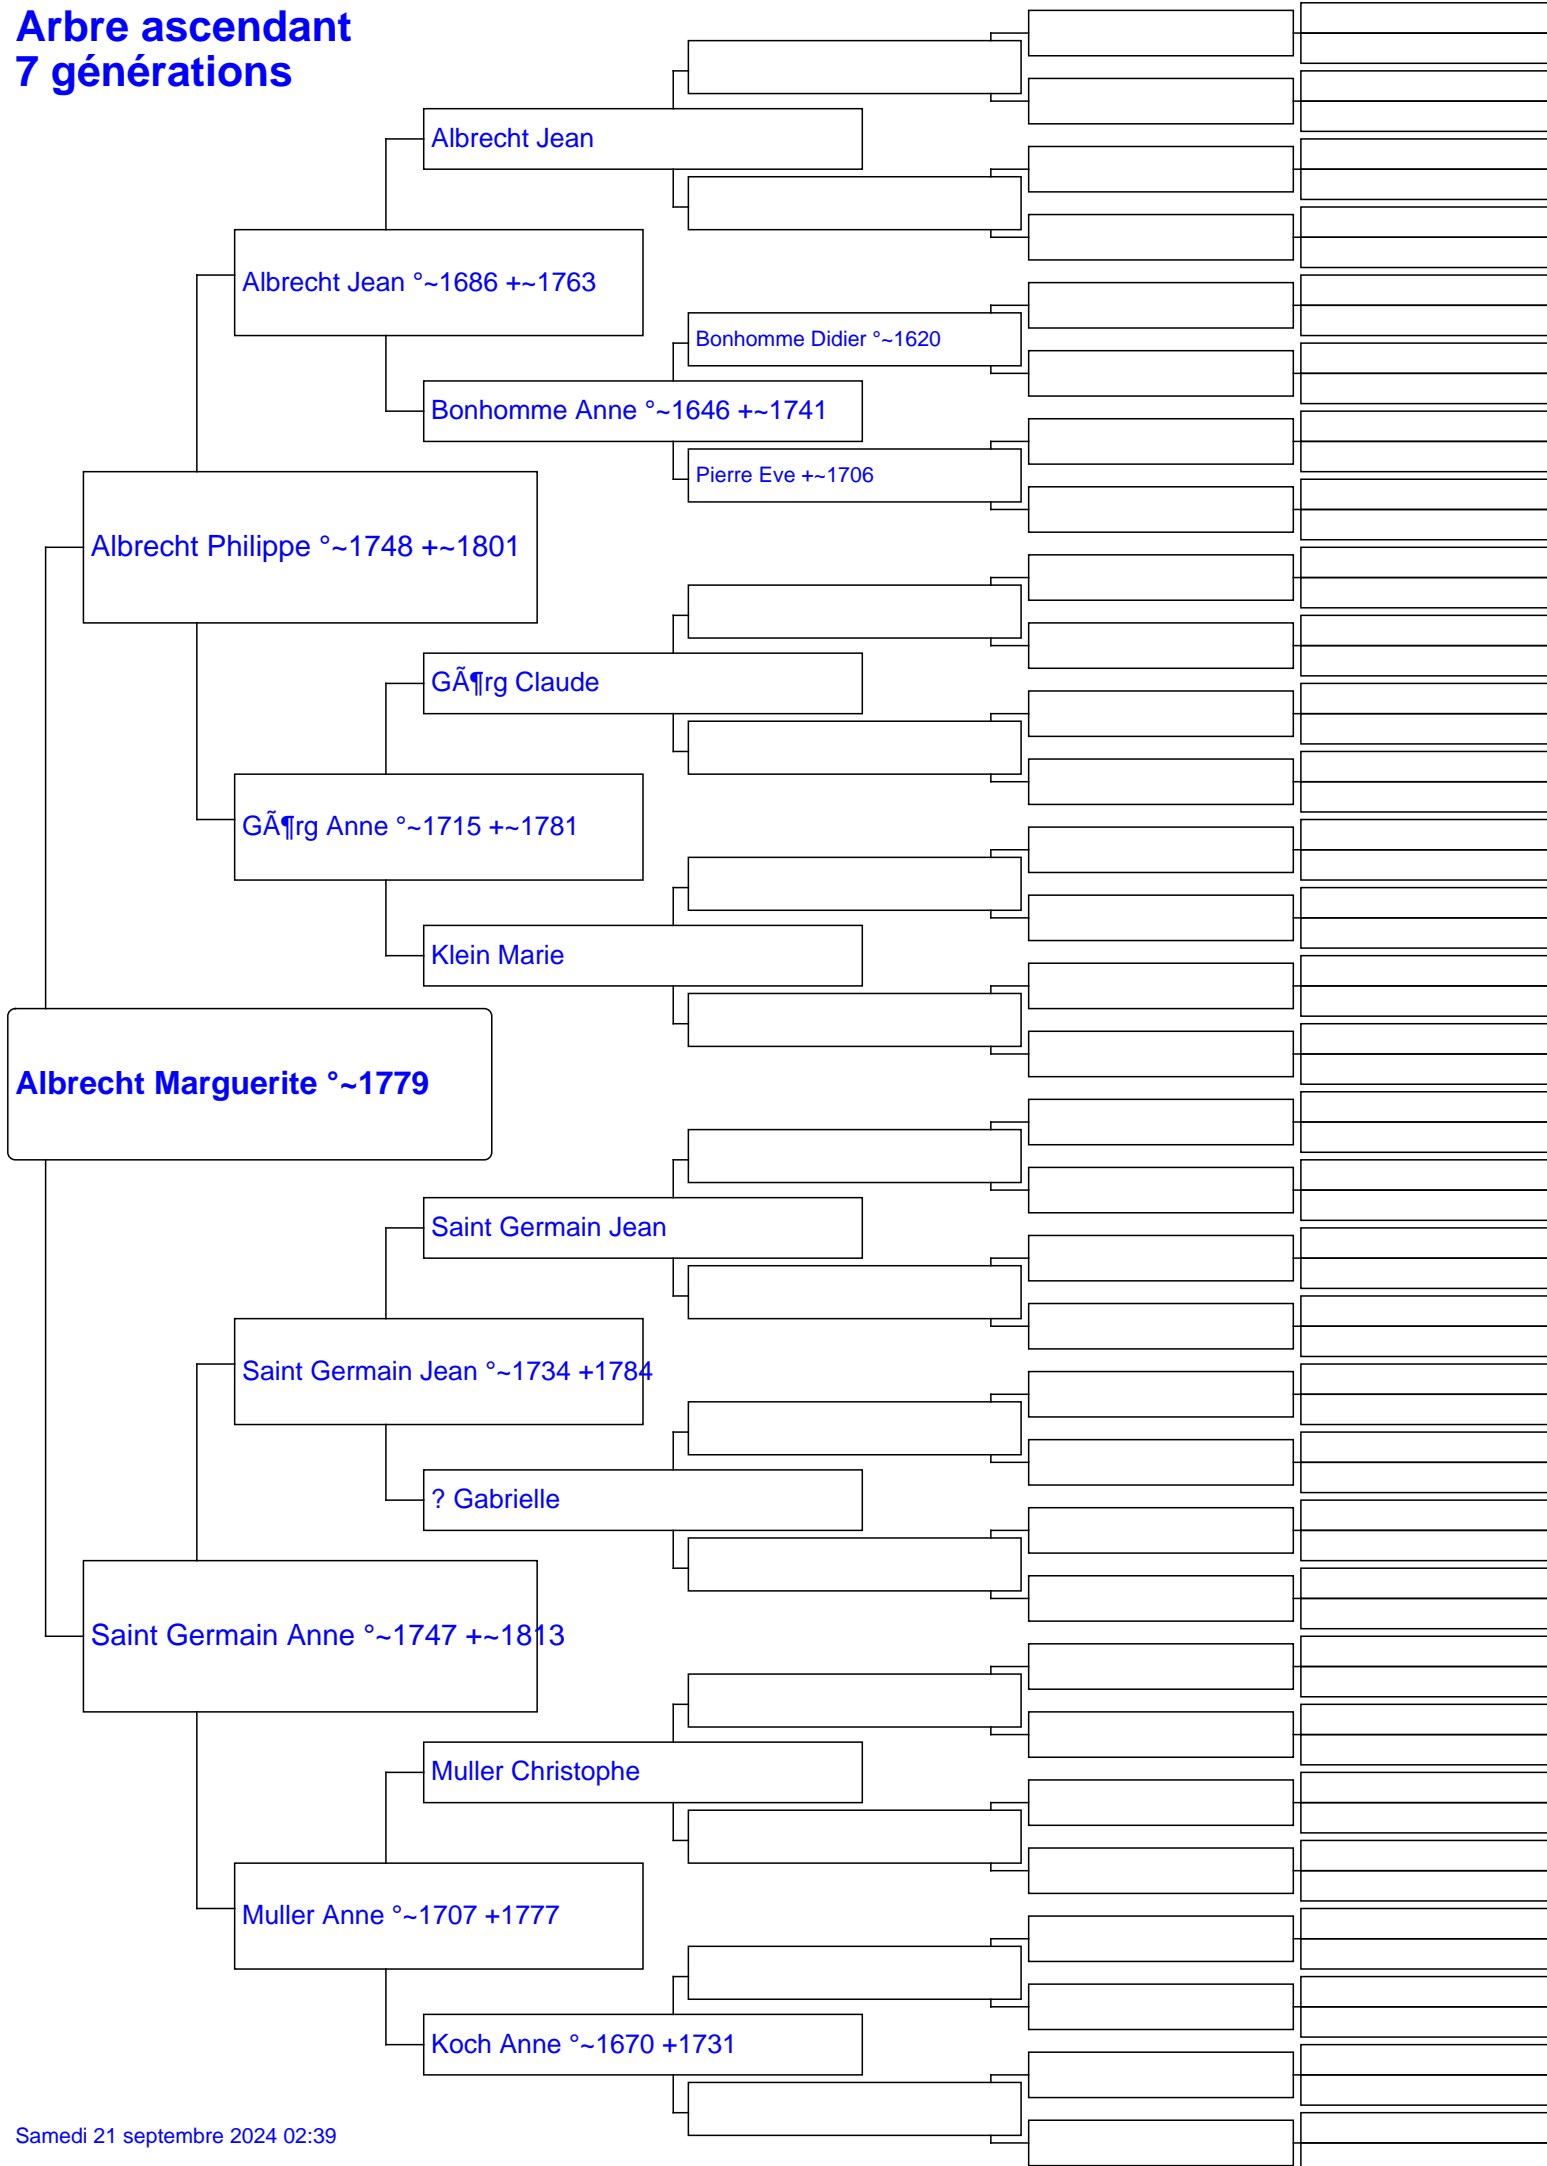 Arbre ascendant
7 générations
Albrecht Jean
Albrecht Jean °~1686 +~1763
Bonhomme Didier °~1620
Bonhomme Anne °~1646 +~1741
Pierre Eve +~1706
Albrecht Philippe °~1748 +~1801
GÃ¶rg Claude
GÃ¶rg Anne °~1715 +~1781
Klein Marie
Albrecht Marguerite °~1779
Saint Germain Jean
Saint Germain Jean °~1734 +1784
? Gabrielle
Saint Germain Anne °~1747 +~1813
Muller Christophe
Muller Anne °~1707 +1777
Koch Anne °~1670 +1731
Samedi 21 septembre 2024 02:39